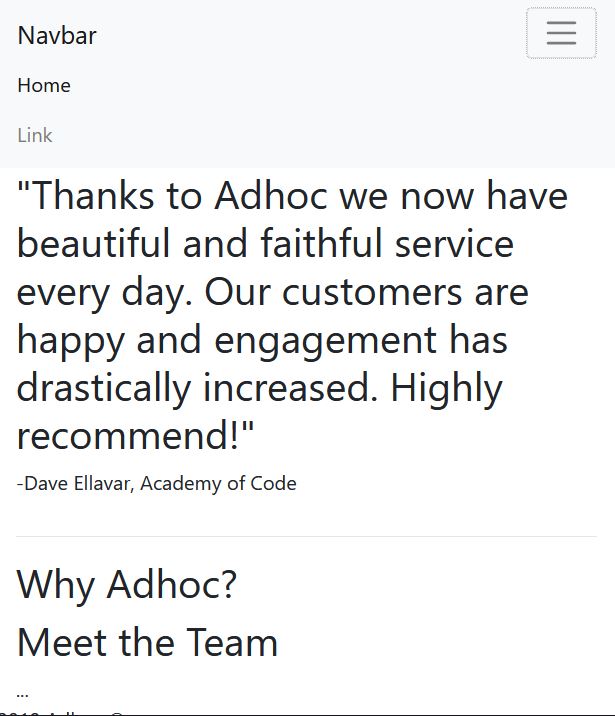 Navbar
Home
Link
"Thanks to Adhoc we now have
beautiful and faithful service
every day. Our customers are
happy and engagement has
drastically increased. Highly
recommend!"
-Dave Ellavar, Academy of Code
Why Adhoc?
Meet the Team
...